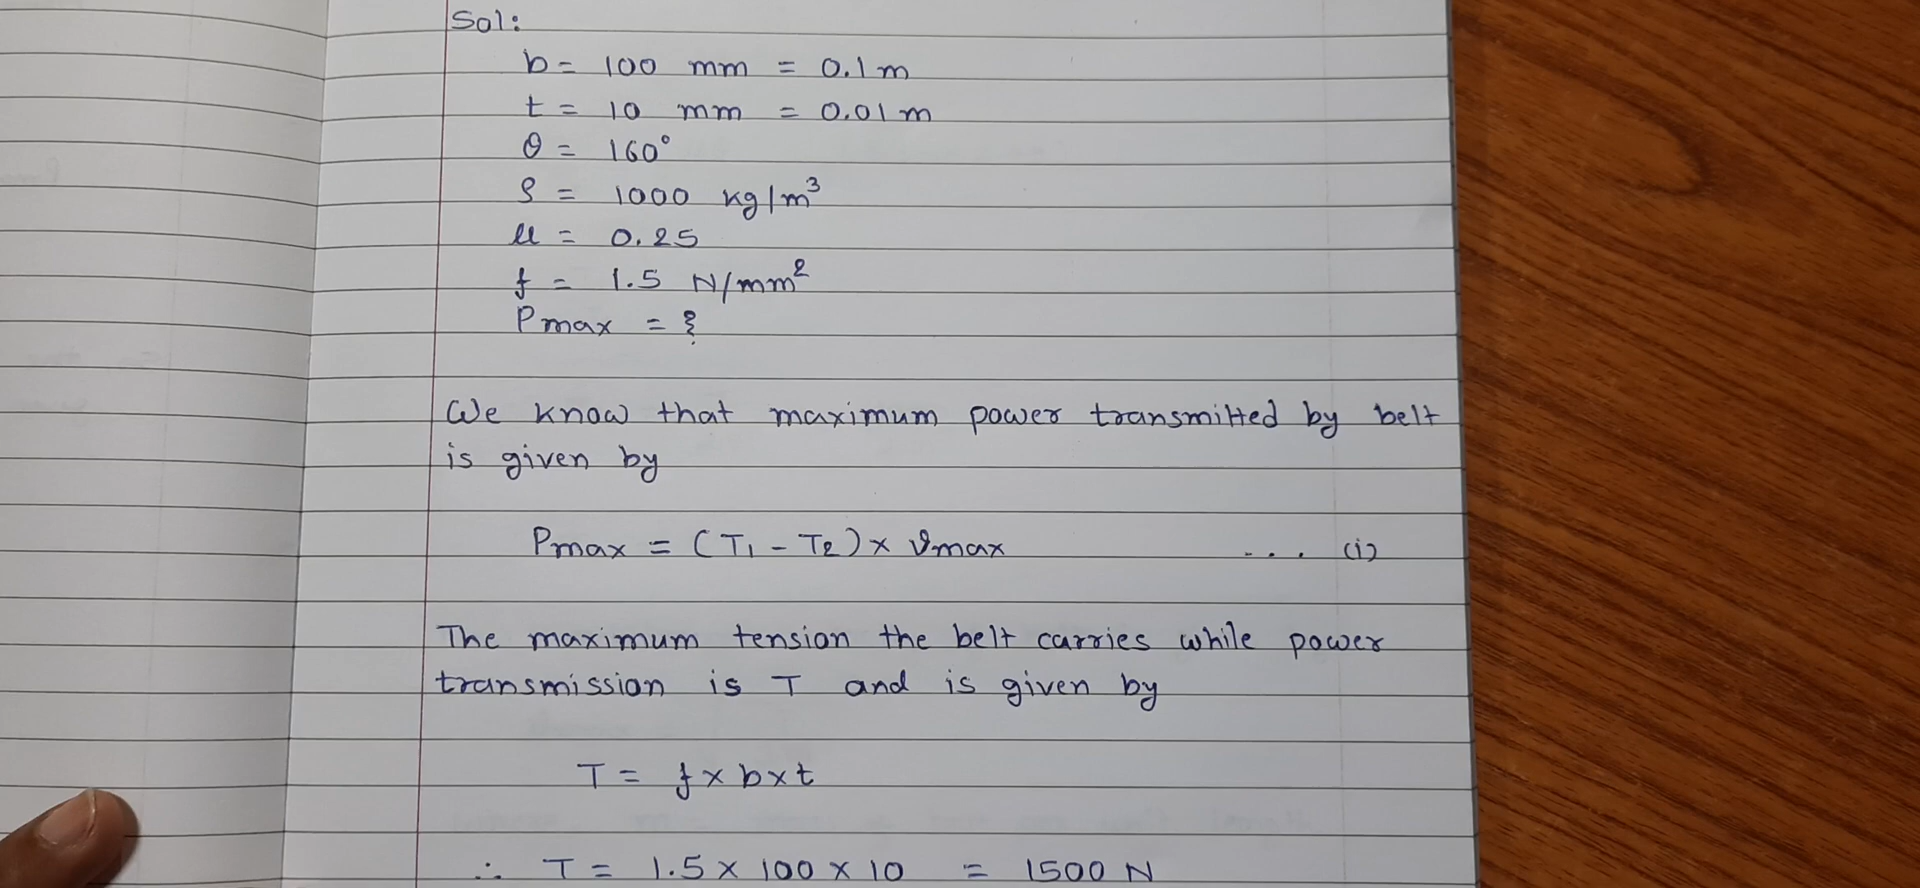 Sol:
b = 100 mm = 0.1 m
t = 10 mm = 0.01 m
θ = 160°
ρ = 1000 kg/m³
μ = 0.25
f = 1.5 N/mm²
Pmax = ?
We know that maximum power transmitted by belt
is given by
Pmax = (T₁ - T₂) × vmax ... (i)
The maximum tension the belt carries while power
transmission is T and is given by
T = f × b × t
∴ T = 1.5 × 100 × 10 = 1500 N